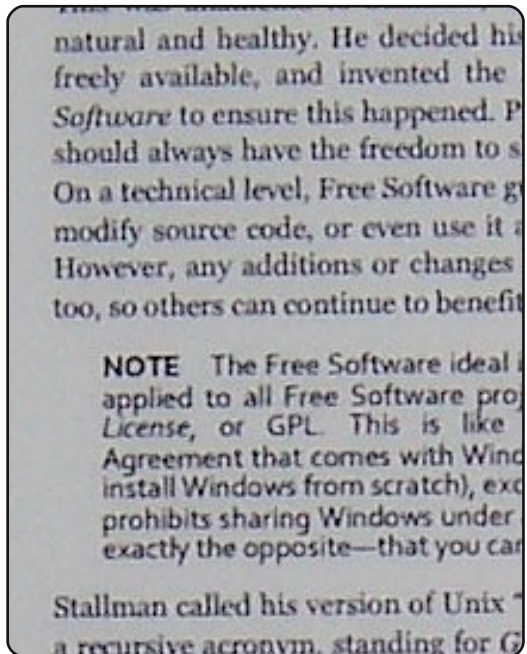 natural and healthy. He decided his
freely available, and invented the
Software to ensure this happened. P
should always have the freedom to s
On a technical level, Free Software g
modify source code, or even use it a
However, any additions or changes
too, so others can continue to benefit
NOTE The Free Software ideal i
applied to all Free Software proj
License, or GPL. This is like
Agreement that comes with Wind
install Windows from scratch), exc
prohibits sharing Windows under
exactly the opposite—that you can
Stallman called his version of Unix
a recursive acronym, standing for G